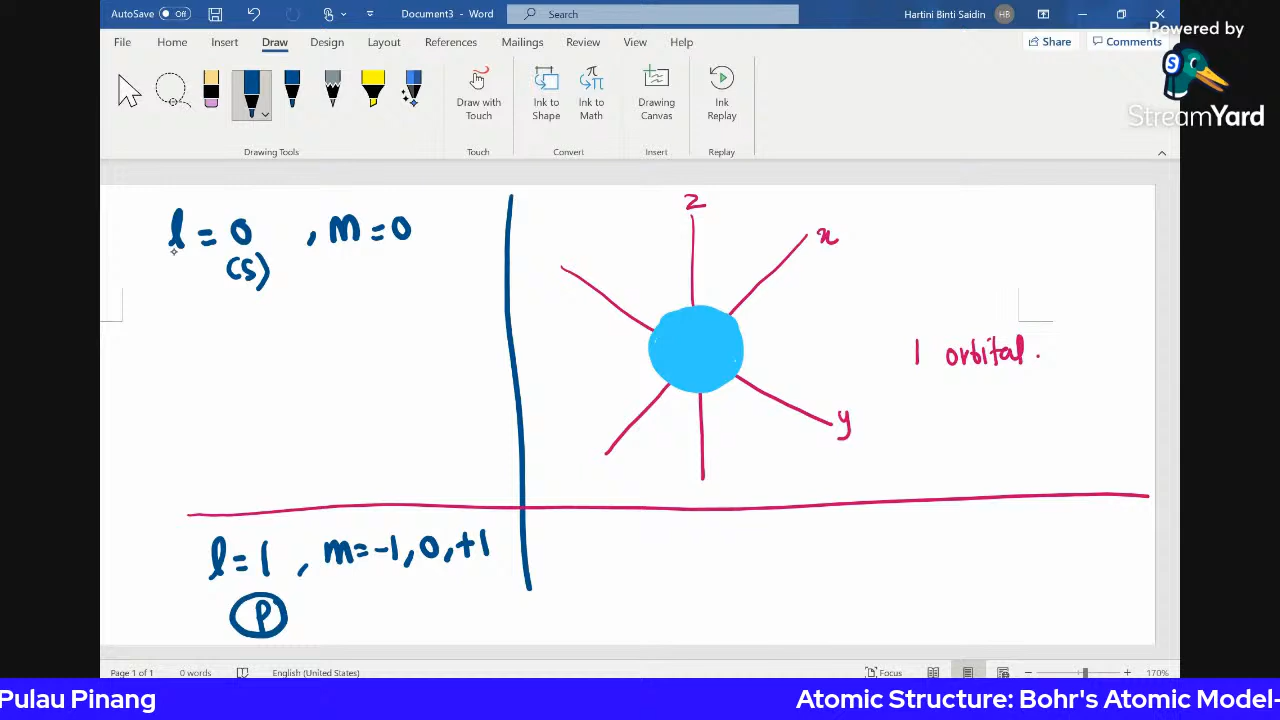 AutoSave Off Document3 - Word Search Hartini Binti Saidin HB
Powered by
StreamYard
File Home Insert Draw Design Layout References Mailings Review View Help Share Comments
Draw with Touch
Ink to Shape
Ink to Math
Drawing Canvas
Ink Replay
Drawing Tools Touch Convert Insert Replay
l = 0 , m = 0
(s)
z
x
y
1 orbital.
l = 1 , m = -1, 0, +1
p
Page 1 of 1 0 words English (United States) Focus 170%
Pulau Pinang Atomic Structure: Bohr's Atomic Model-